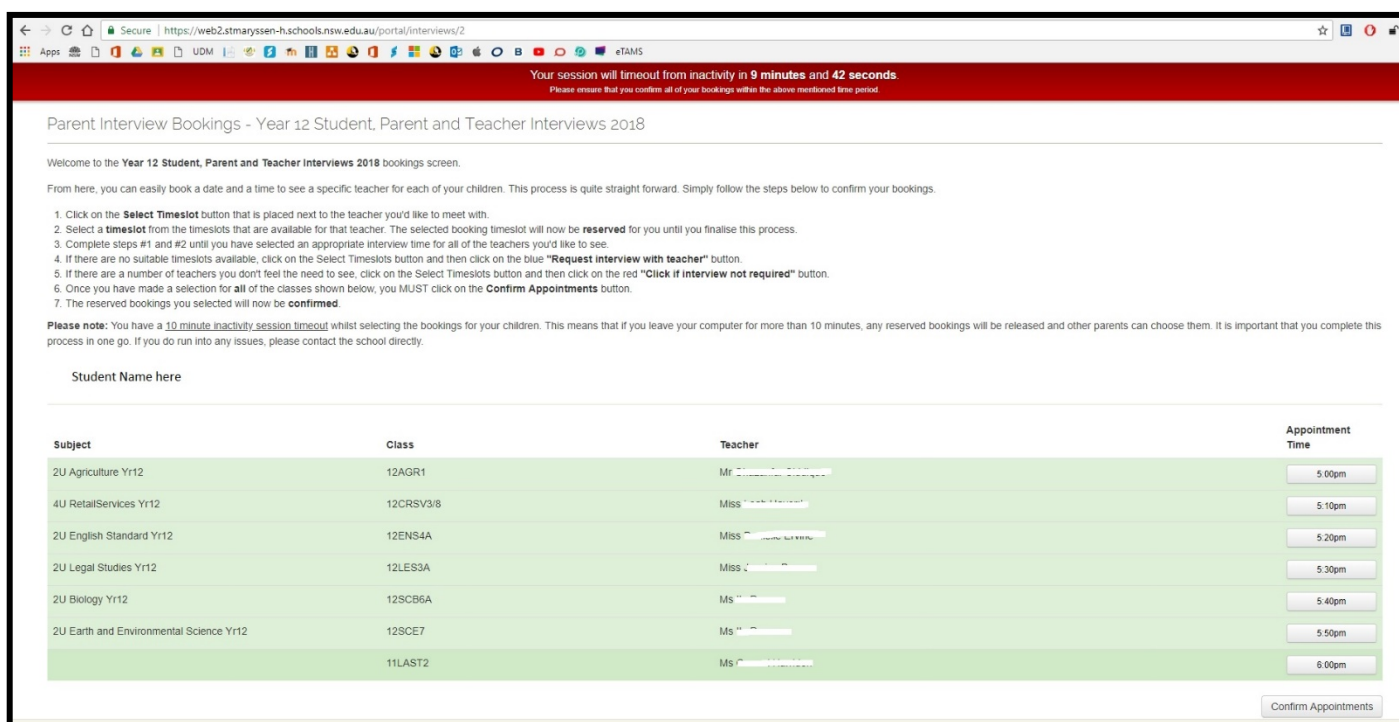 Secure | https://web2.stmaryssen-h.schools.nsw.edu.au/portal/interviews/2
Apps UDM B eTAMS
Your session will timeout from inactivity in 9 minutes and 42 seconds.
Please ensure that you confirm all of your bookings within the above mentioned time period.
Parent Interview Bookings - Year 12 Student, Parent and Teacher Interviews 2018
Welcome to the Year 12 Student, Parent and Teacher Interviews 2018 bookings screen.
From here, you can easily book a date and a time to see a specific teacher for each of your children. This process is quite straight forward. Simply follow the steps below to confirm your bookings.
1. Click on the Select Timeslot button that is placed next to the teacher you'd like to meet with.
2. Select a timeslot from the timeslots that are available for that teacher. The selected booking timeslot will now be reserved for you until you finalise this process.
3. Complete steps #1 and #2 until you have selected an appropriate interview time for all of the teachers you'd like to see.
4. If there are no suitable timeslots available, click on the Select Timeslots button and then click on the blue "Request interview with teacher" button.
5. If there are a number of teachers you don't feel the need to see, click on the Select Timeslots button and then click on the red "Click if interview not required" button.
6. Once you have made a selection for all of the classes shown below, you MUST click on the Confirm Appointments button.
7. The reserved bookings you selected will now be confirmed.
Please note: You have a 10 minute inactivity session timeout whilst selecting the bookings for your children. This means that if you leave your computer for more than 10 minutes, any reserved bookings will be released and other parents can choose them. It is important that you complete this
process in one go. If you do run into any issues, please contact the school directly.
Student Name here
Subject Class Teacher Appointment Time
2U Agriculture Yr12 12AGR1 Mr 5:00pm
4U RetailServices Yr12 12CRSV3/8 Miss 5:10pm
2U English Standard Yr12 12ENS4A Miss 5:20pm
2U Legal Studies Yr12 12LES3A Miss 5:30pm
2U Biology Yr12 12SCB6A Ms 5:40pm
2U Earth and Environmental Science Yr12 12SCE7 Ms 5:50pm
11LAST2 Ms 6:00pm
Confirm Appointments